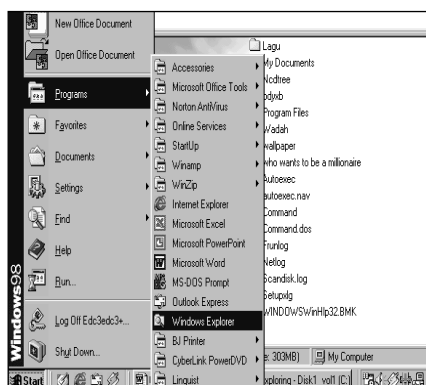 New Office Document
Open Office Document
Programs
Favorites
Documents
Settings
Find
Help
Run...
Log Off Edc3edc3+...
Shut Down...
Windows98
Start
Accessories
Microsoft Office Tools
Norton AntiVirus
Online Services
StartUp
Winamp
WinZip
Internet Explorer
Microsoft Excel
Microsoft PowerPoint
Microsoft Word
MS-DOS Prompt
Outlook Express
Windows Explorer
BJ Printer
CyberLink PowerDVD
Linguist
Lagu
My Documents
Ncdtree
Program Files
Wadah
wallpaper
who wants to be a millionaire
Autoexec
autoexec.nav
Command
Command.dos
Frunlog
Netlog
Scandisk.log
Setupxlg
WINDOWSWinHlp32.BMK
e: 303MB)
My Computer
xploring - Disk1_vol1 (C:)